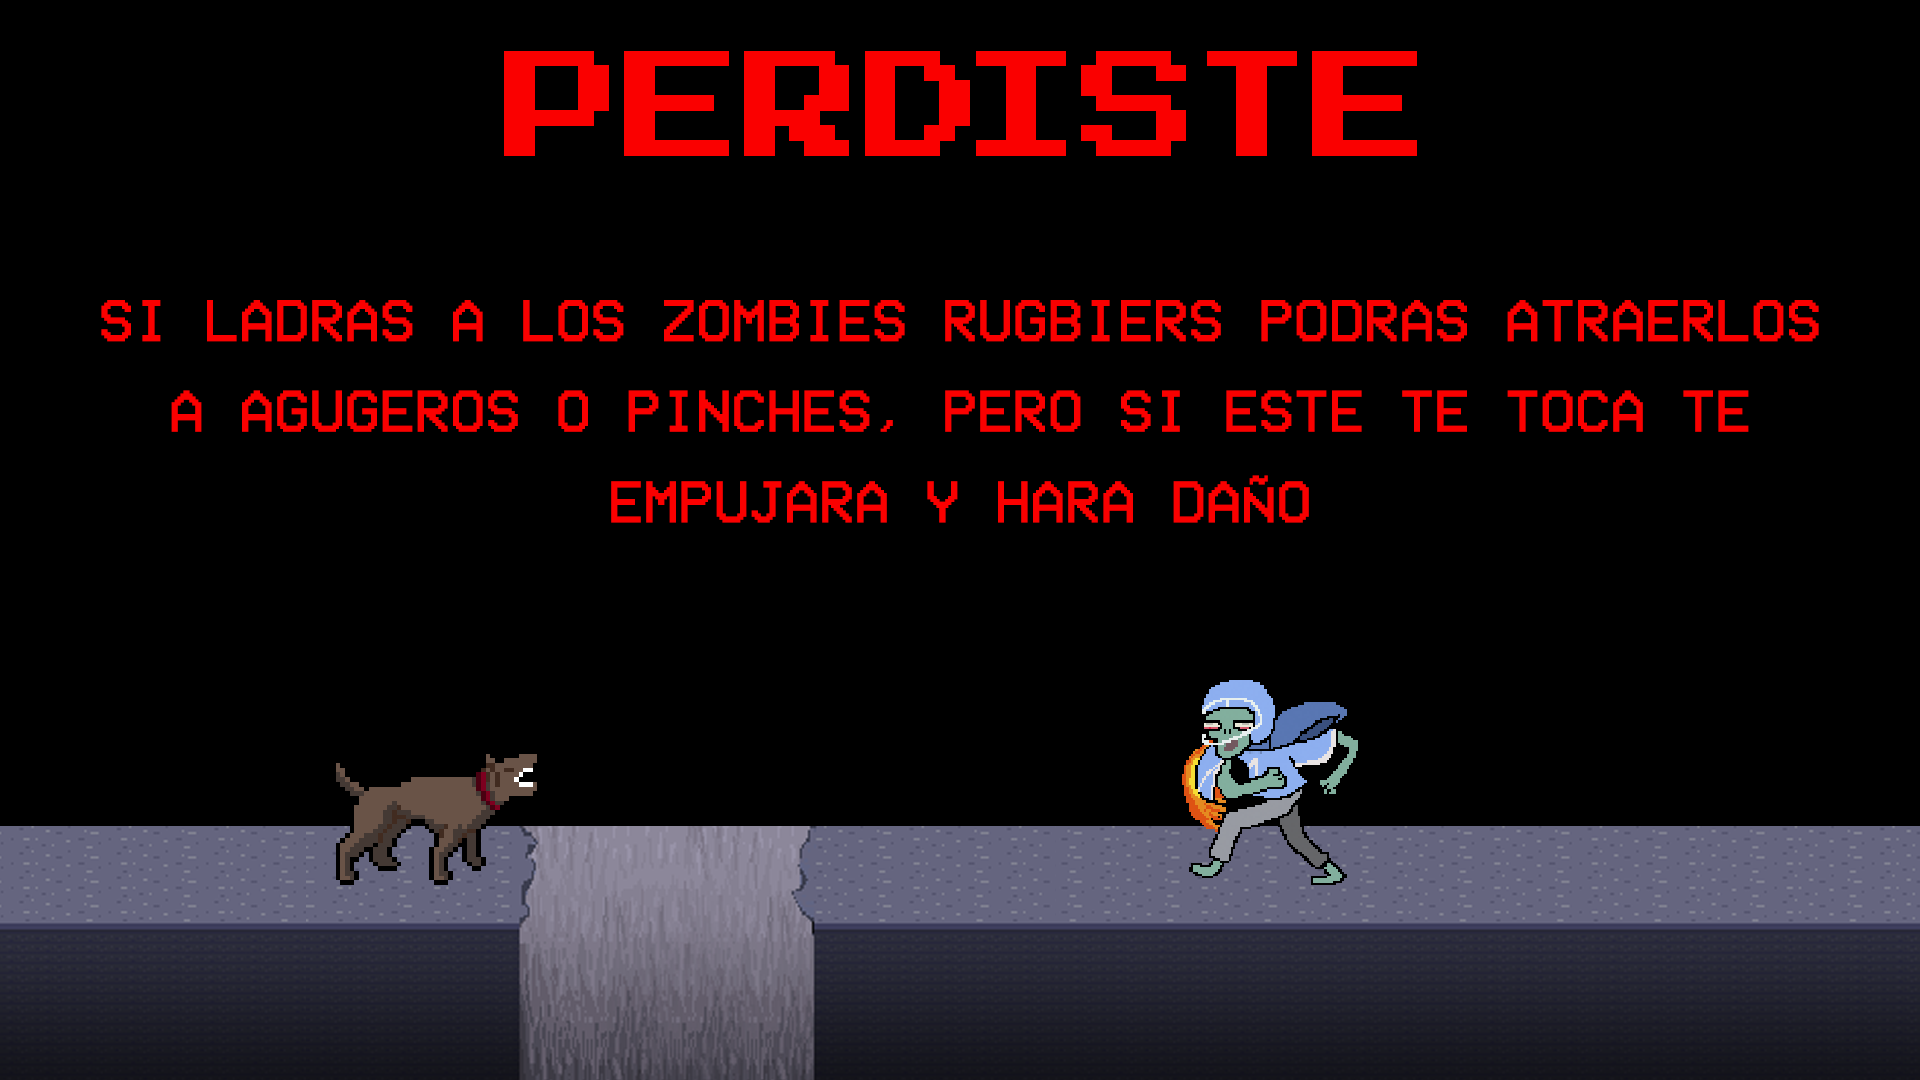 PERDISTE
SI LADRAS A LOS ZOMBIES RUGBIERS PODRAS ATRAERLOS
A AGUGEROS O PINCHES, PERO SI ESTE TE TOCA TE
EMPUJARA Y HARA DAÑO